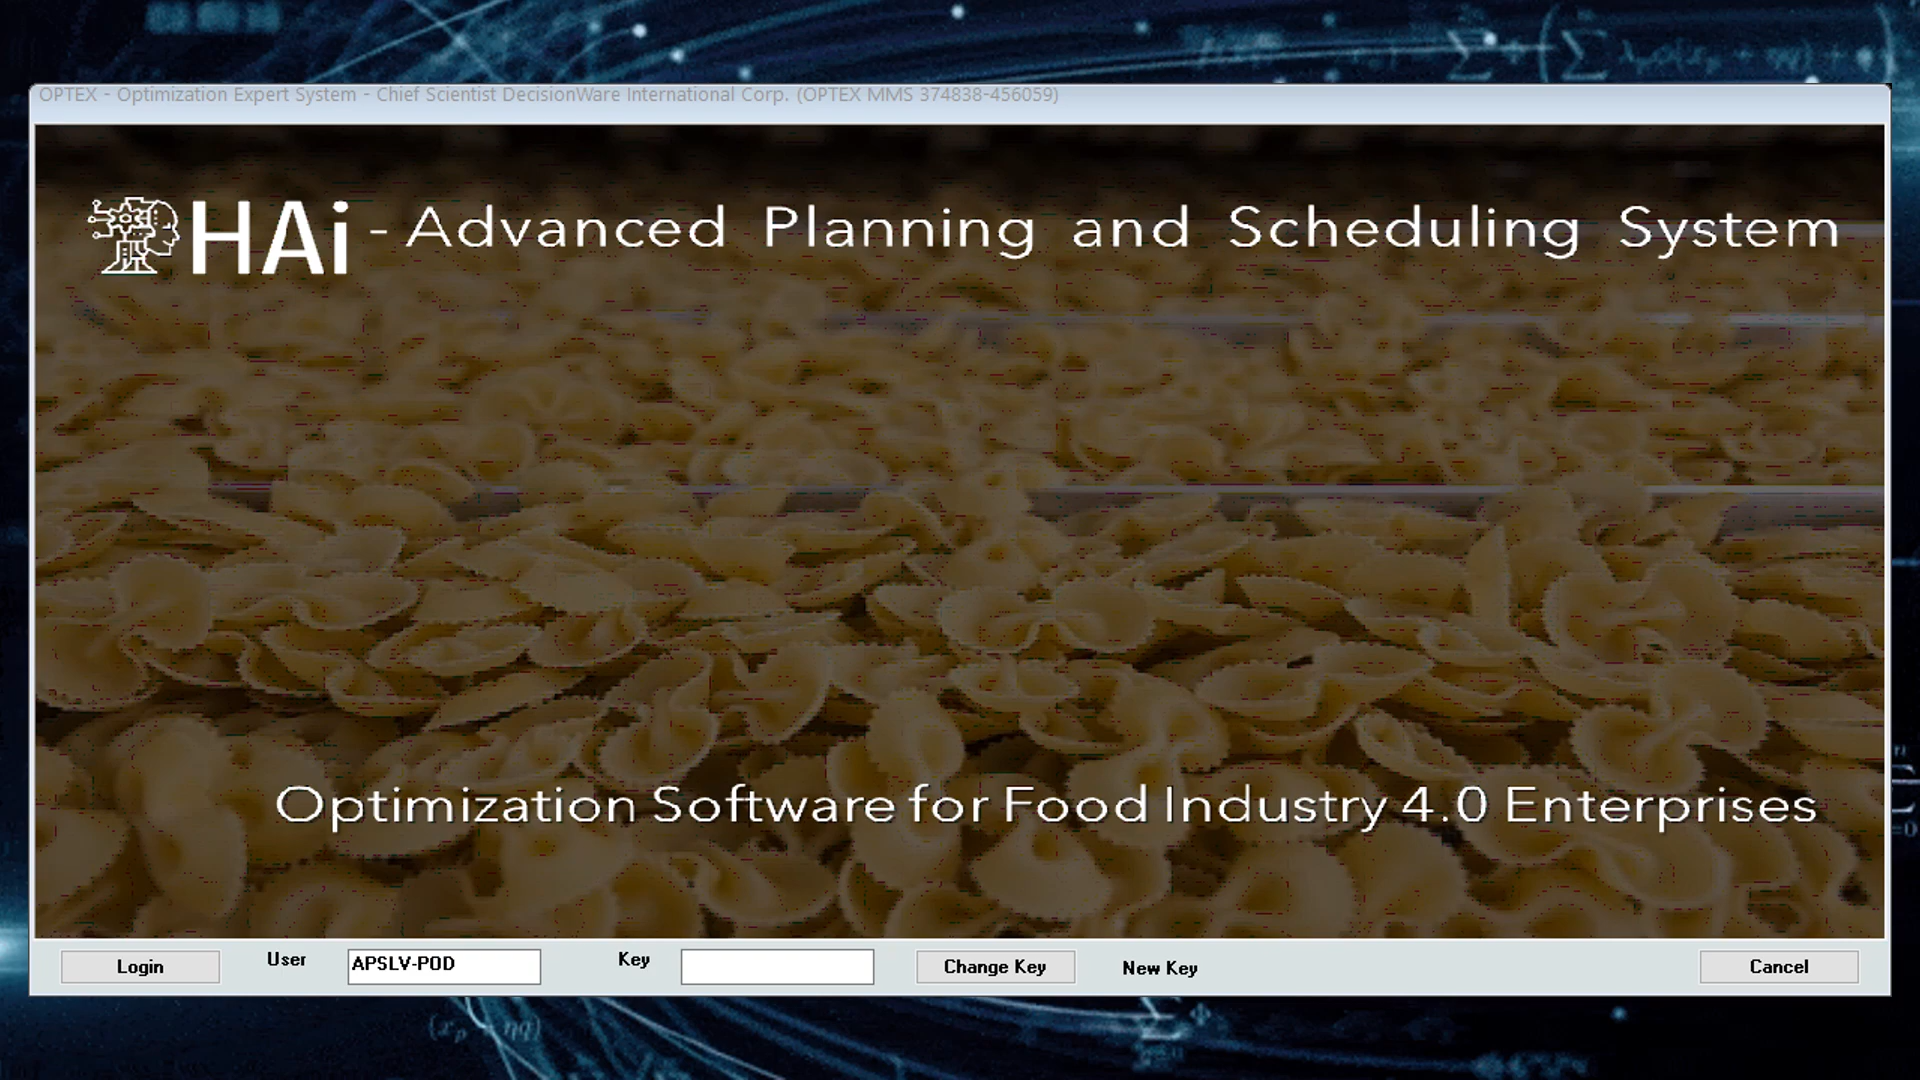 OPTEX - Optimization Expert System - Chief Scientist DecisionWare International Corp. (OPTEX MMS 374838-456059)
HAi - Advanced Planning and Scheduling System
Optimization Software for Food Industry 4.0 Enterprises
Login User APSLV-POD Key Change Key New Key Cancel